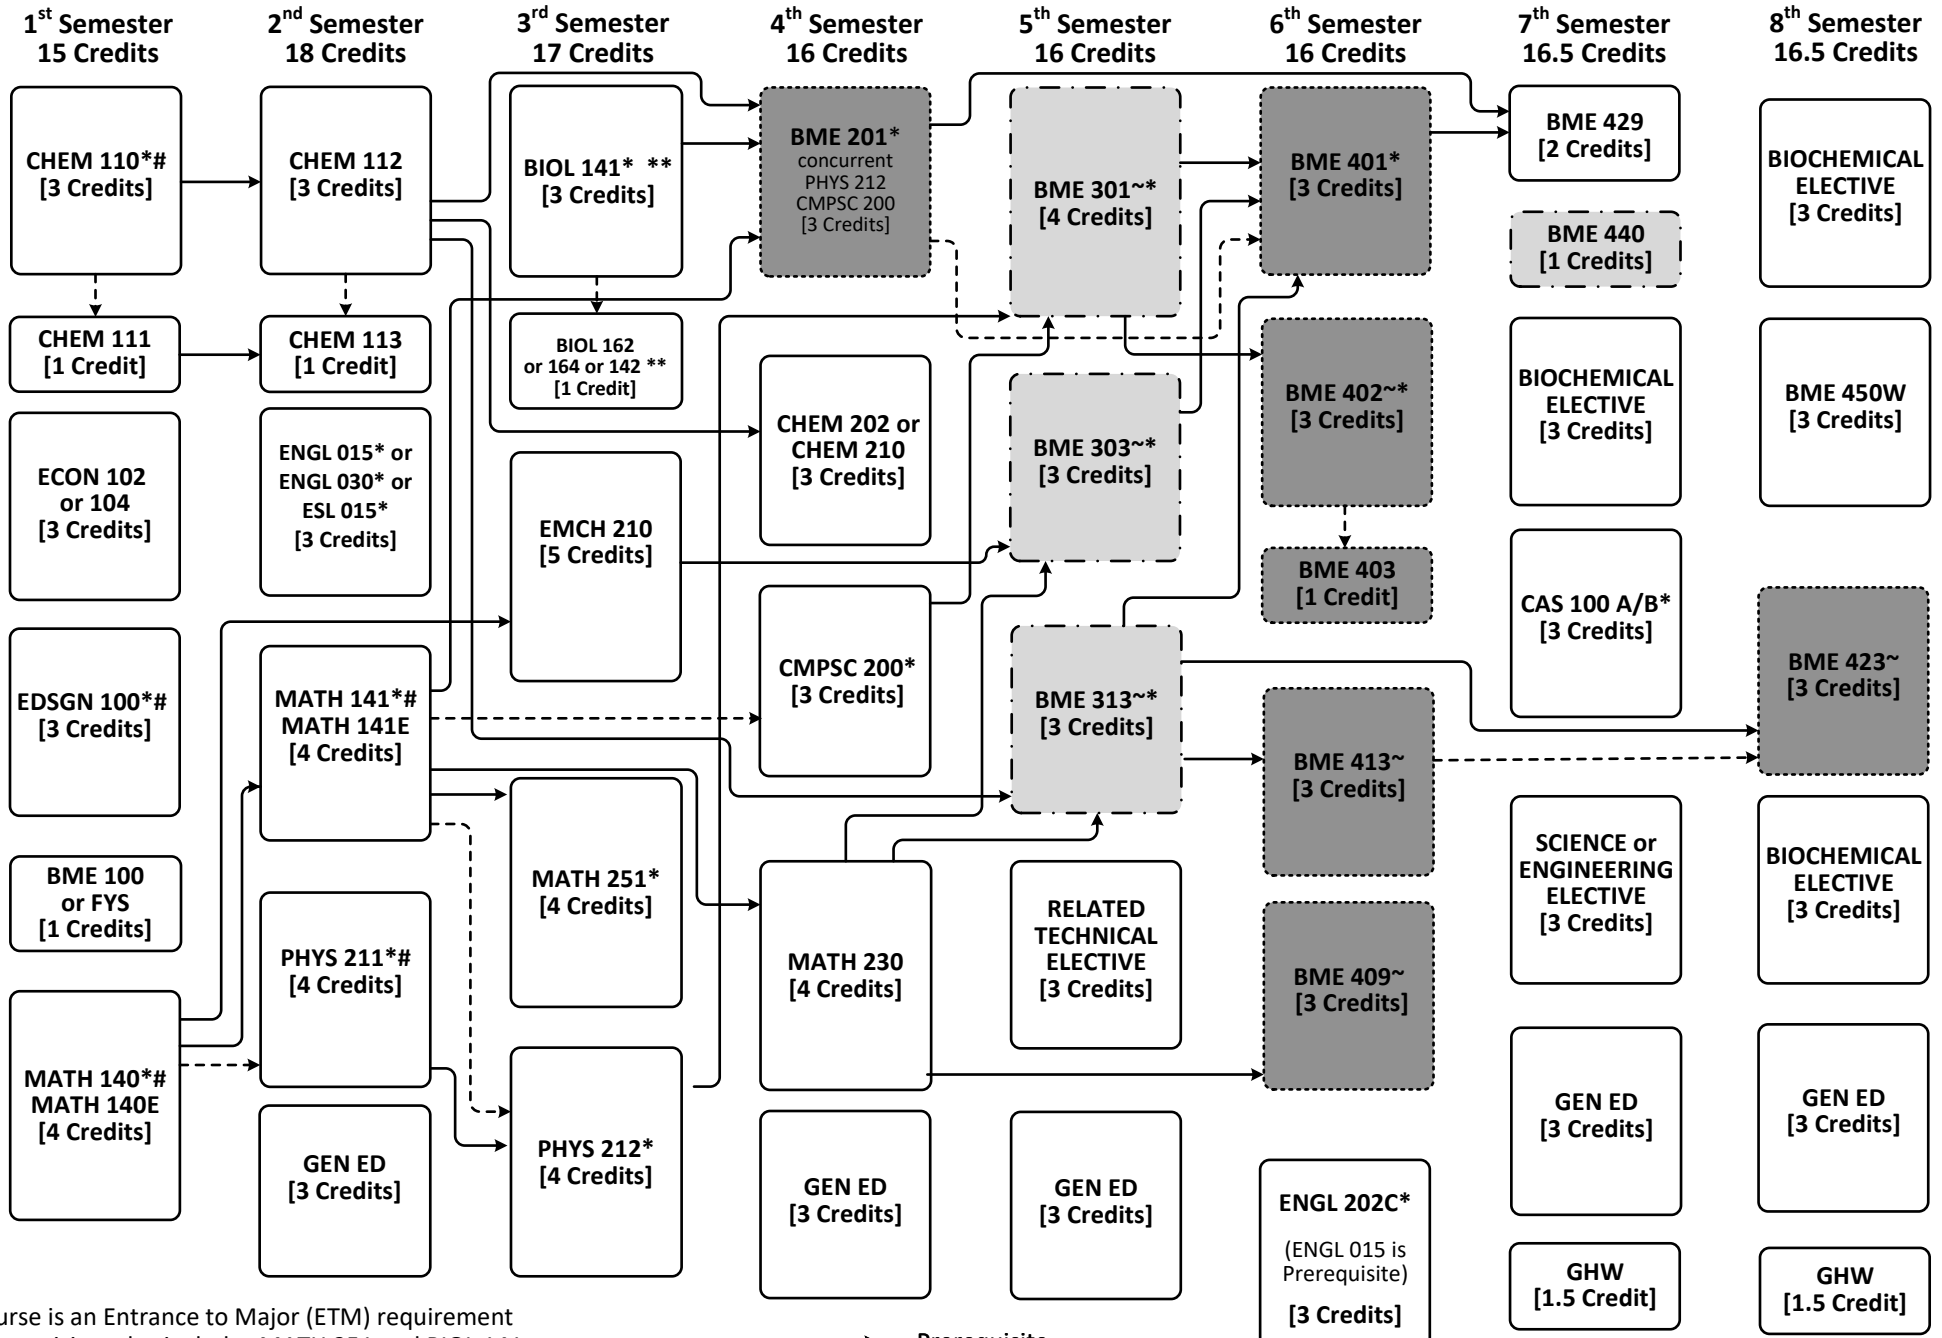 1st Semester
15 Credits
2nd Semester
18 Credits
3rd Semester
17 Credits
4th Semester
16 Credits
5th Semester
16 Credits
6th Semester
16 Credits
7th Semester
16.5 Credits
8th Semester
16.5 Credits
CHEM 110*#
[3 Credits]
CHEM 111
[1 Credit]
ECON 102
or 104
[3 Credits]
EDSGN 100*#
[3 Credits]
BME 100
or FYS
[1 Credits]
MATH 140*#
MATH 140E
[4 Credits]
CHEM 112
[3 Credits]
CHEM 113
[1 Credit]
ENGL 015* or
ENGL 030* or
ESL 015*
[3 Credits]
MATH 141*#
MATH 141E
[4 Credits]
PHYS 211*#
[4 Credits]
GEN ED
[3 Credits]
BIOL 141* **
[3 Credits]
BIOL 162
or 164 or 142 **
[1 Credit]
EMCH 210
[5 Credits]
MATH 251*
[4 Credits]
PHYS 212*
[4 Credits]
BME 201*
concurrent
PHYS 212
CMPSC 200
[3 Credits]
CHEM 202 or
CHEM 210
[3 Credits]
CMPSC 200*
[3 Credits]
MATH 230
[4 Credits]
GEN ED
[3 Credits]
BME 301~*
[4 Credits]
BME 303~*
[3 Credits]
BME 313~*
[3 Credits]
RELATED
TECHNICAL
ELECTIVE
[3 Credits]
GEN ED
[3 Credits]
BME 401*
[3 Credits]
BME 402~*
[3 Credits]
BME 403
[1 Credit]
BME 413~
[3 Credits]
BME 409~
[3 Credits]
ENGL 202C*
(ENGL 015 is
Prerequisite)
[3 Credits]
BME 429
[2 Credits]
BME 440
[1 Credits]
BIOCHEMICAL
ELECTIVE
[3 Credits]
CAS 100 A/B*
[3 Credits]
SCIENCE or
ENGINEERING
ELECTIVE
[3 Credits]
GEN ED
[3 Credits]
GHW
[1.5 Credit]
BIOCHEMICAL
ELECTIVE
[3 Credits]
BME 450W
[3 Credits]
BME 423~
[3 Credits]
BIOCHEMICAL
ELECTIVE
[3 Credits]
GEN ED
[3 Credits]
GHW
[1.5 Credit]
urse is an Entrance to Major (ETM) requirement
Prerequisite